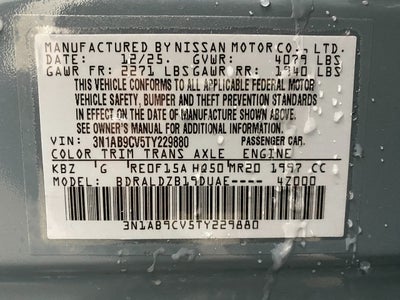 MANUFACTURED BY NISSAN MOTOR CO., LTD.
DATE: 12/25. GVWR: 4079 LBS
GAWR FR: 2271 LBS GAWR RR: 1940 LBS
THIS VEHICLE CONFORMS TO ALL APPLICABLE FEDERAL MOTOR
VEHICLE SAFETY, BUMPER AND THEFT PREVENTION STANDARDS
IN EFFECT ON THE DATE OF MANUFACTURE SHOWN ABOVE.
SEE OWNER'S MANUAL FOR ADDITIONAL INFORMATION.
VIN: 3N1AB9CV5TY229880 PASSENGER CAR.
COLOR TRIM TRANS AXLE ENGINE
KBZ G RE0F15A HQ50 MR20 1997 CC
MODEL: BDRALDZB19DUAE----- 4Z000
3N1AB9CV5TY229880